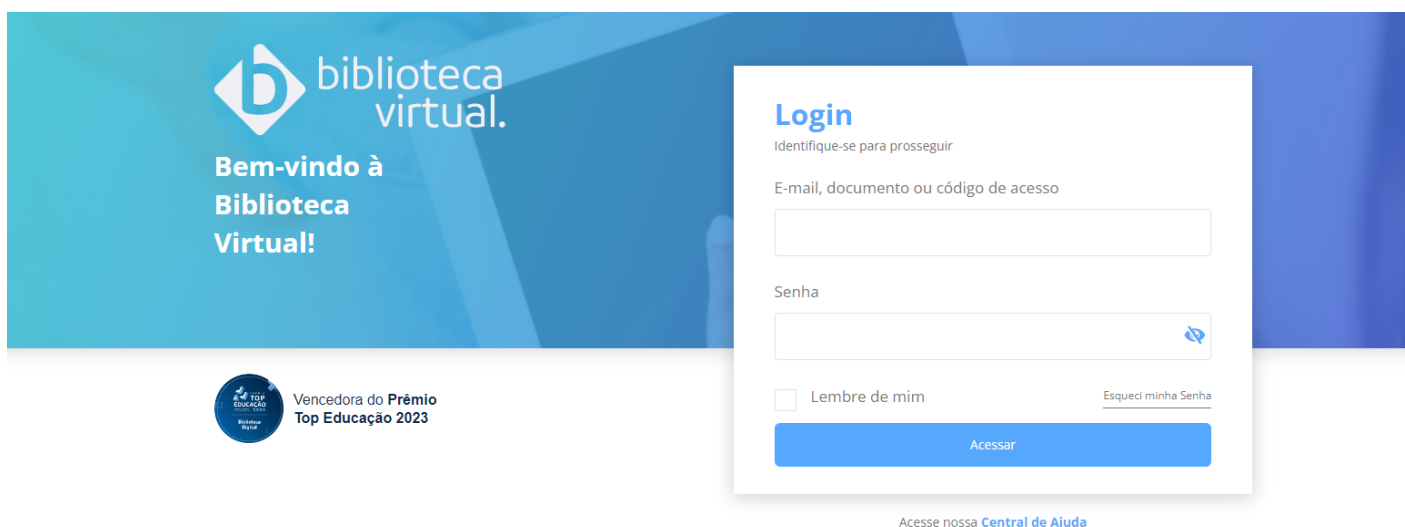 biblioteca
virtual.
Bem-vindo à
Biblioteca
Virtual!
Login
Identifique-se para prosseguir
E-mail, documento ou código de acesso
Senha
Lembre de mim
Esqueci minha Senha
Acessar
TOP
EDUCAÇÃO
Biblioteca
Digital
Vencedora do Prêmio
Top Educação 2023
Acesse nossa Central de Ajuda